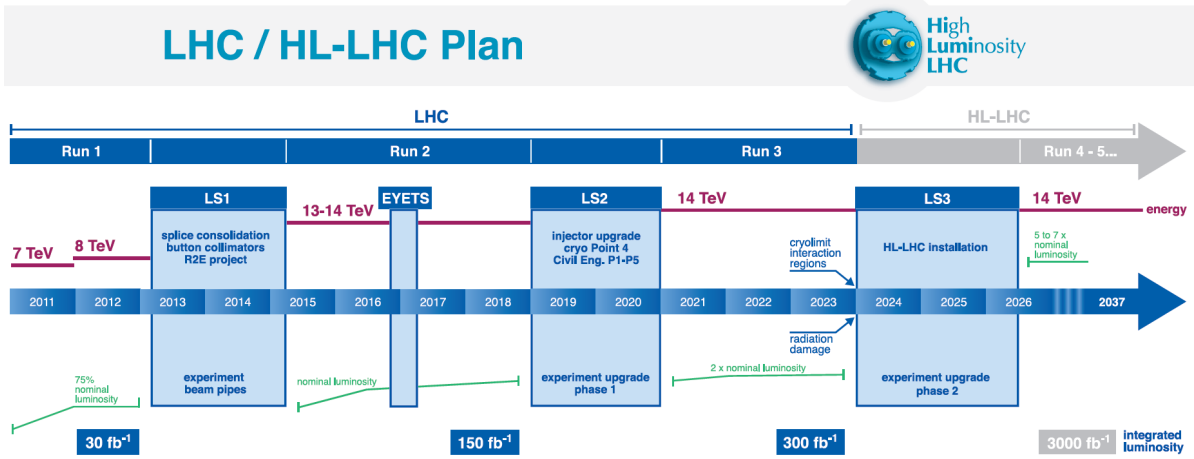 LHC / HL-LHC Plan
High
Luminosity
LHC
LHC
HL-LHC
Run 1
Run 2
Run 3
Run 4 - 5...
LS1
EYETS
LS2
LS3
7 TeV
8 TeV
13-14 TeV
14 TeV
14 TeV
energy
splice consolidation
button collimators
R2E project
injector upgrade
cryo Point 4
Civil Eng. P1-P5
cryolimit
interaction
regions
HL-LHC installation
5 to 7 x
nominal
luminosity
2011
2012
2013
2014
2015
2016
2017
2018
2019
2020
2021
2022
2023
2024
2025
2026
2037
radiation
damage
75%
nominal
luminosity
experiment
beam pipes
nominal luminosity
experiment upgrade
phase 1
2 x nominal luminosity
experiment upgrade
phase 2
30 fb⁻¹
150 fb⁻¹
300 fb⁻¹
3000 fb⁻¹
integrated
luminosity